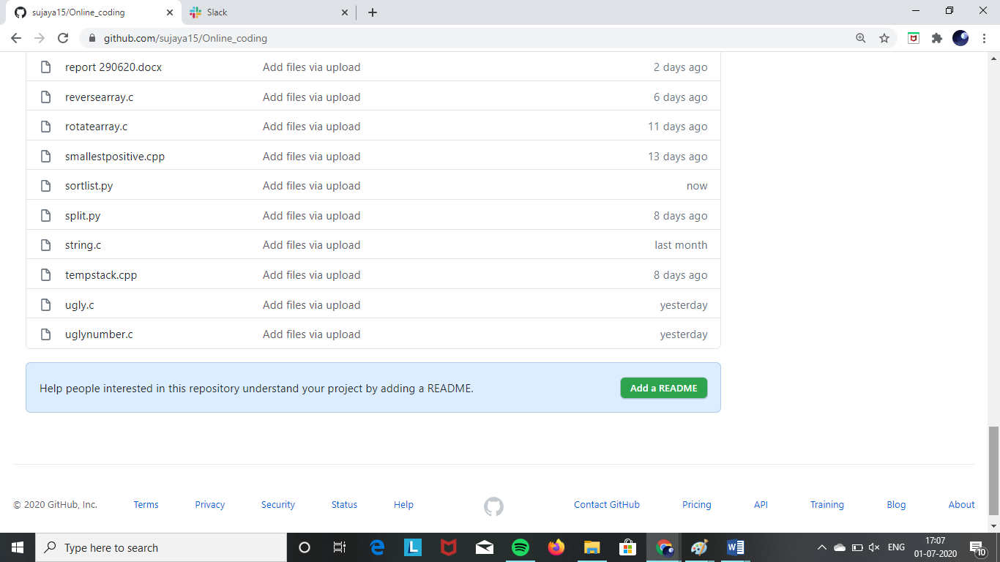 sujaya15/Online_coding
Slack
github.com/sujaya15/Online_coding
report 290620.docx Add files via upload 2 days ago
reversearray.c Add files via upload 6 days ago
rotatearray.c Add files via upload 11 days ago
smallestpositive.cpp Add files via upload 13 days ago
sortlist.py Add files via upload now
split.py Add files via upload 8 days ago
string.c Add files via upload last month
tempstack.cpp Add files via upload 8 days ago
ugly.c Add files via upload yesterday
uglynumber.c Add files via upload yesterday
Help people interested in this repository understand your project by adding a README. Add a README
© 2020 GitHub, Inc. Terms Privacy Security Status Help Contact GitHub Pricing API Training Blog About
Type here to search
L
ENG
17:07
01-07-2020
10